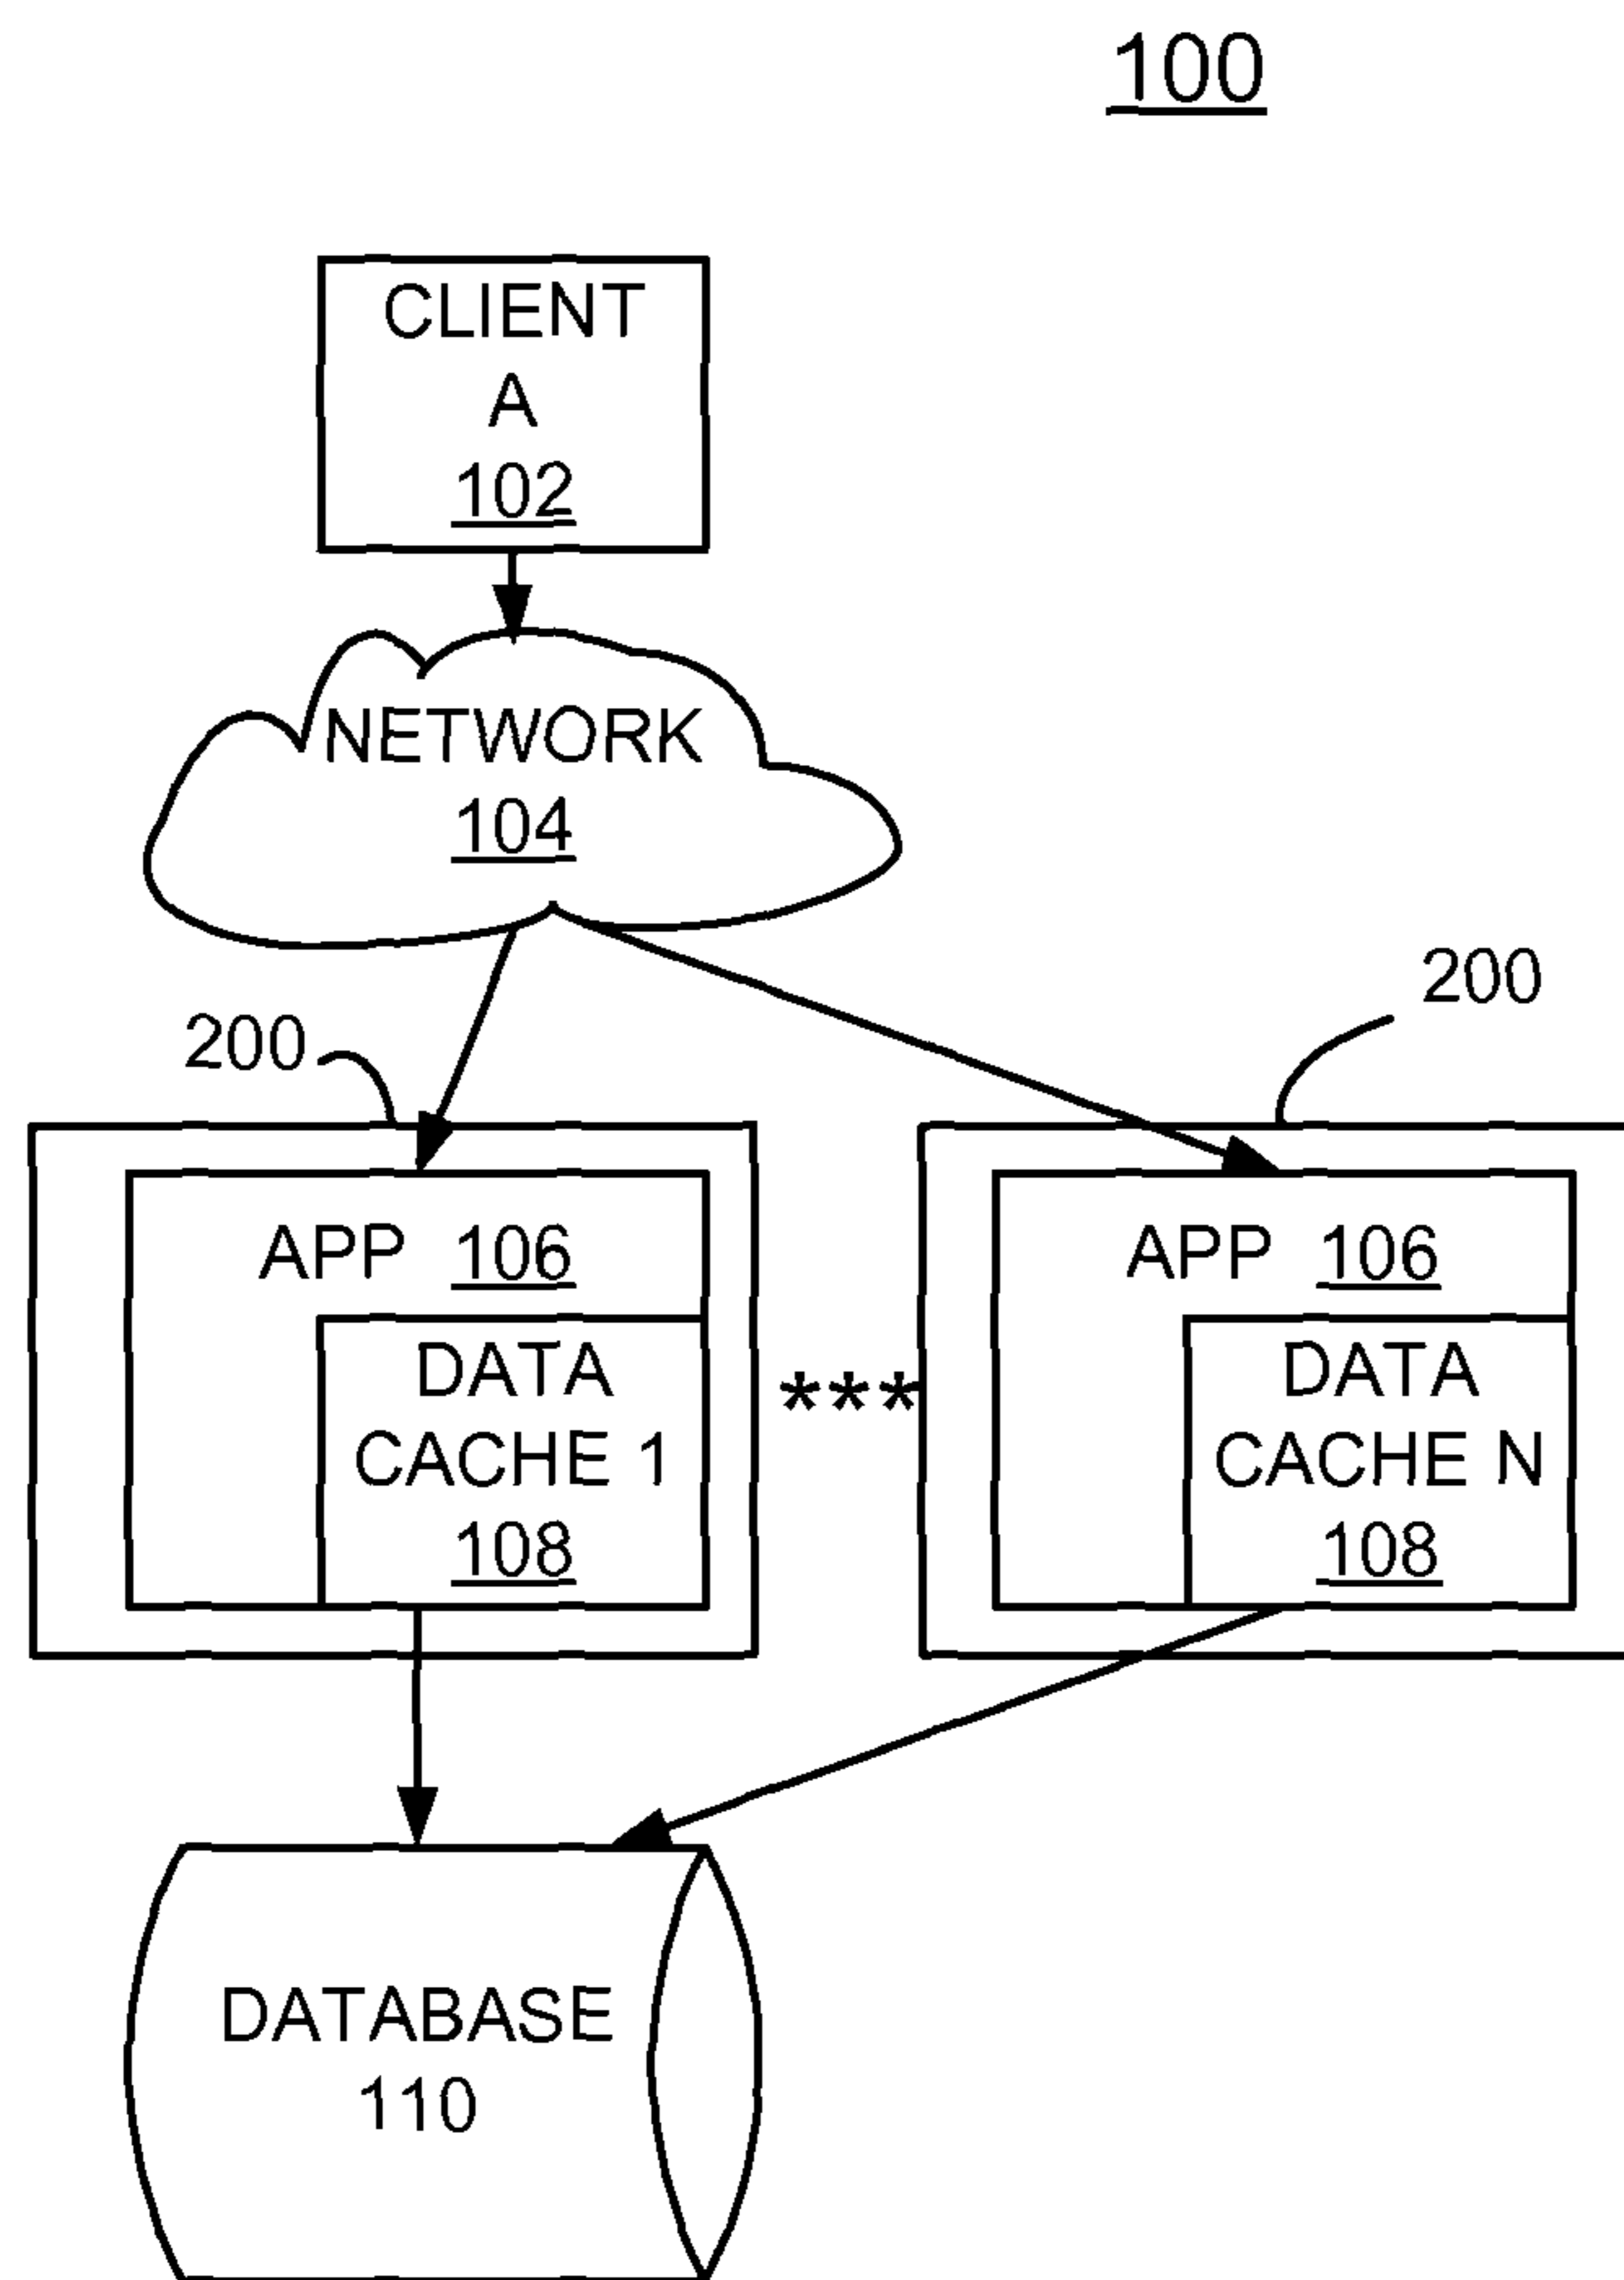 100
CLIENT
A
102
NETWORK
104
200
200
APP 106
DATA
CACHE 1
108
***
APP 106
DATA
CACHE N
108
DATABASE
110